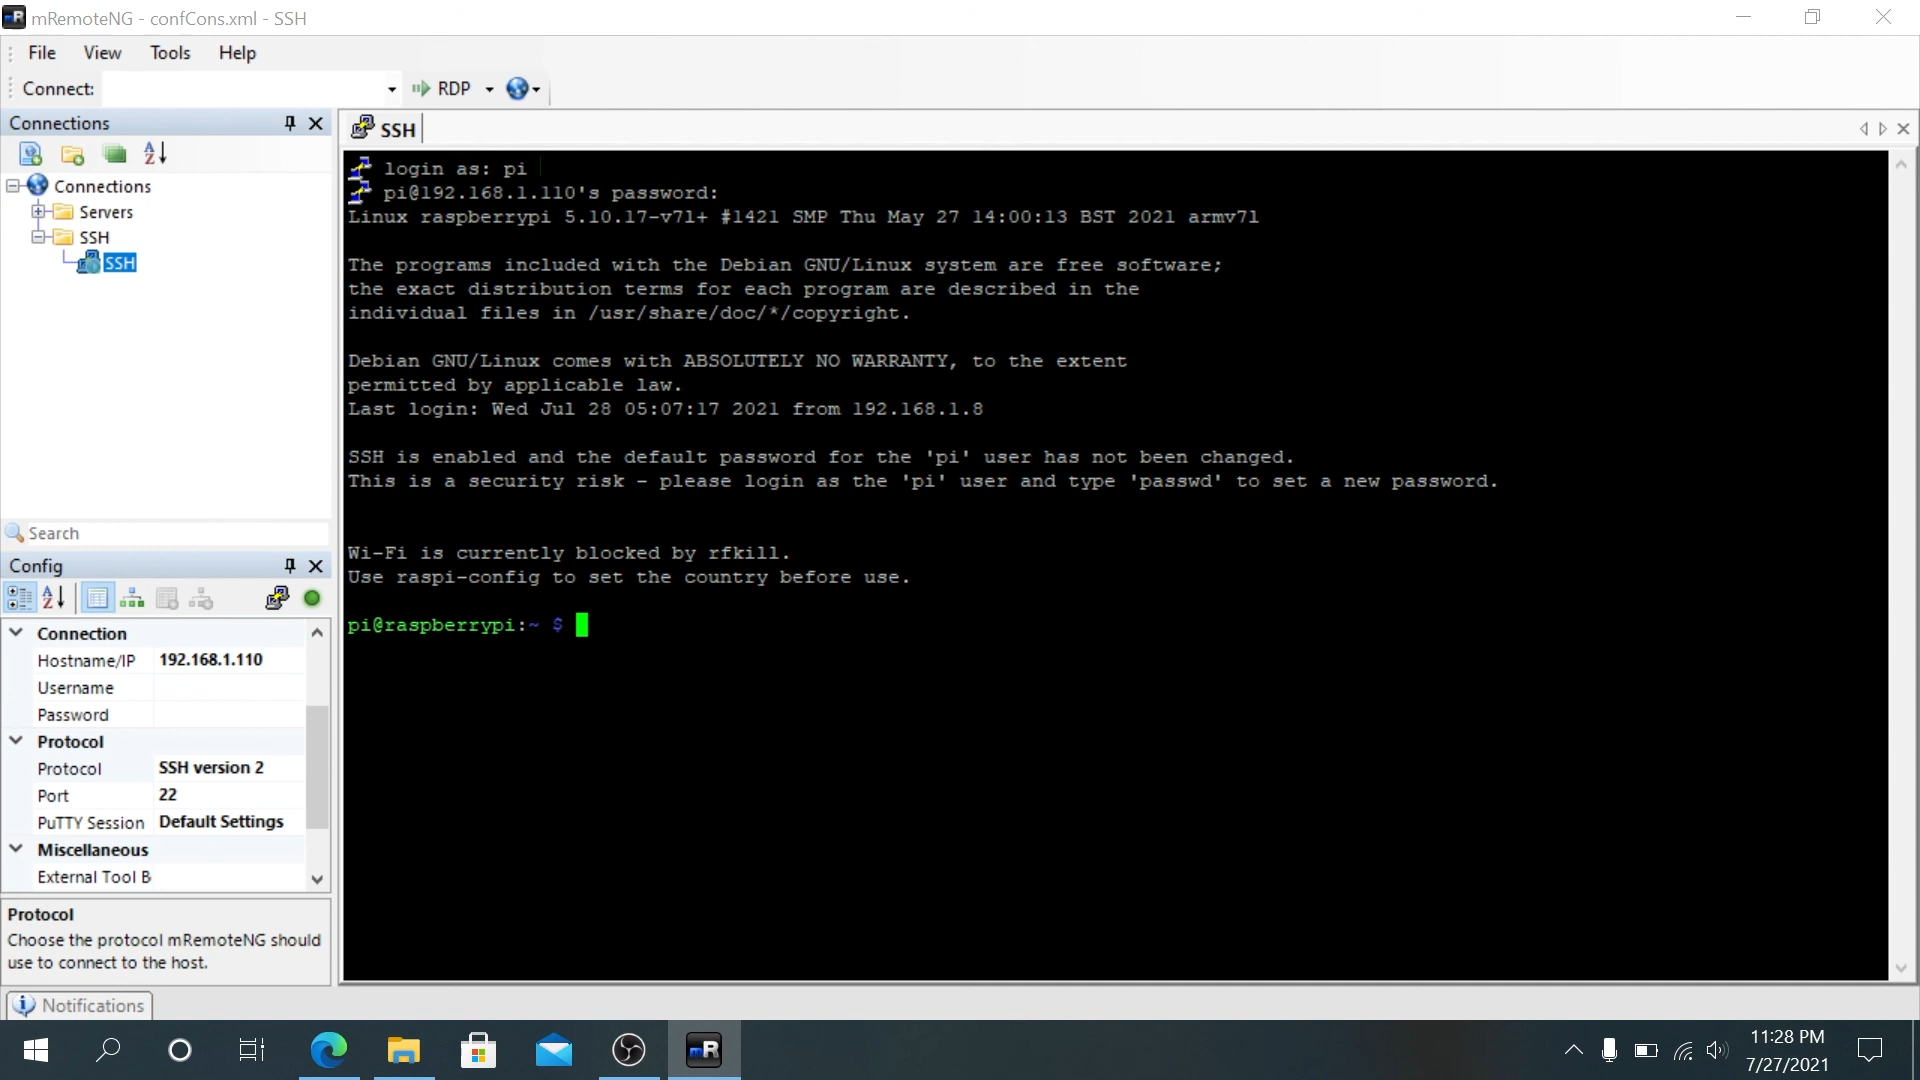 mRemoteNG - confCons.xml - SSH
File View Tools Help
Connect: RDP
Connections
SSH
Connections
Servers
SSH
SSH
Search
Config
Connection
Hostname/IP 192.168.1.110
Username
Password
Protocol
Protocol SSH version 2
Port 22
PuTTY Session Default Settings
Miscellaneous
External Tool B
Protocol
Choose the protocol mRemoteNG should
use to connect to the host.
Notifications
login as: pi
pi@192.168.1.110's password:
Linux raspberrypi 5.10.17-v7l+ #1421 SMP Thu May 27 14:00:13 BST 2021 armv7l
The programs included with the Debian GNU/Linux system are free software;
the exact distribution terms for each program are described in the
individual files in /usr/share/doc/*/copyright.
Debian GNU/Linux comes with ABSOLUTELY NO WARRANTY, to the extent
permitted by applicable law.
Last login: Wed Jul 28 05:07:17 2021 from 192.168.1.8
SSH is enabled and the default password for the 'pi' user has not been changed.
This is a security risk - please login as the 'pi' user and type 'passwd' to set a new password.
Wi-Fi is currently blocked by rfkill.
Use raspi-config to set the country before use.
pi@raspberrypi:~ $
mR
11:28 PM
7/27/2021